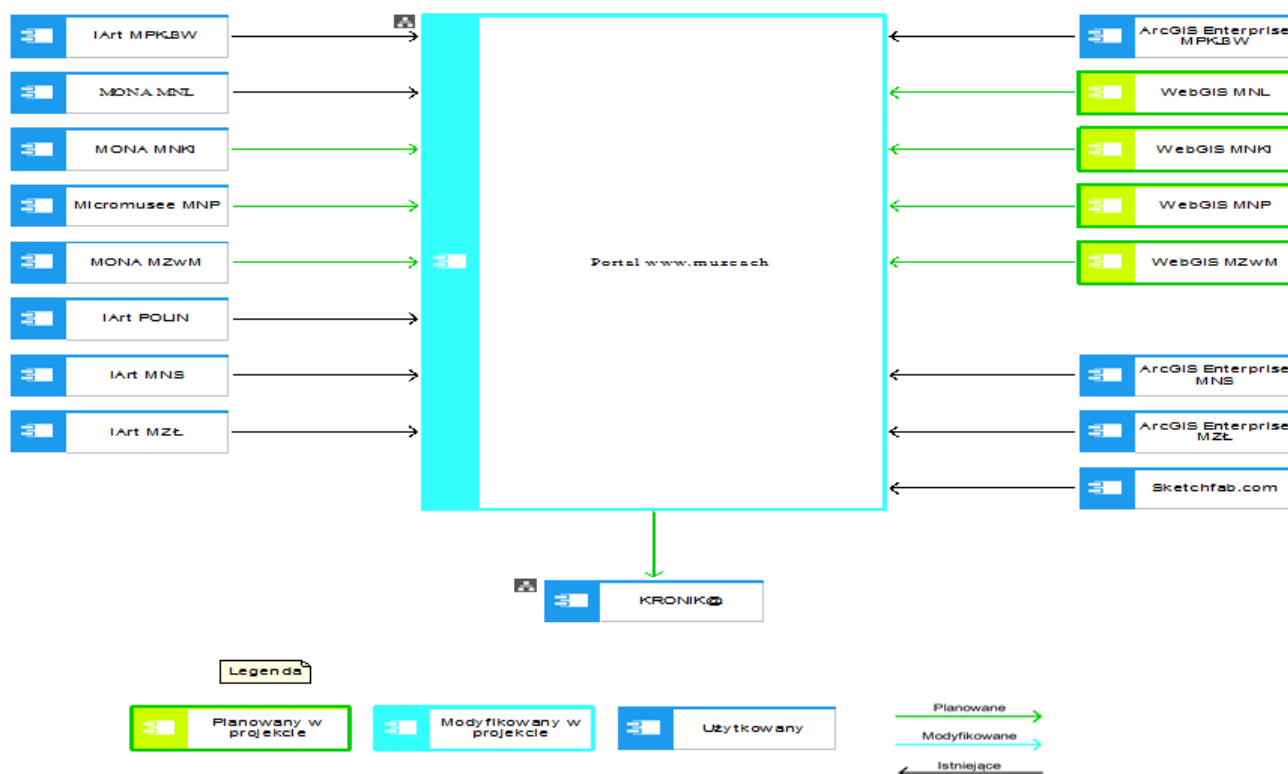 IArt MPKBW
MONA MNL
MONA MNKI
Micromusee MNP
MONA MZwM
IArt POLIN
IArt MNS
IArt MZŁ
Portal www.muzeach
ArcGIS Enterprise
MPKBW
WebGIS MNL
WebGIS MNKI
WebGIS MNP
WebGIS MZwM
ArcGIS Enterprise
MNS
ArcGIS Enterprise
MZŁ
Sketchfab.com
KRONIK@
Legenda
Planowany w
projekcie
Modyfikowany w
projekcie
Użytkowany
Planowane
Modyfikowane
Istniejące